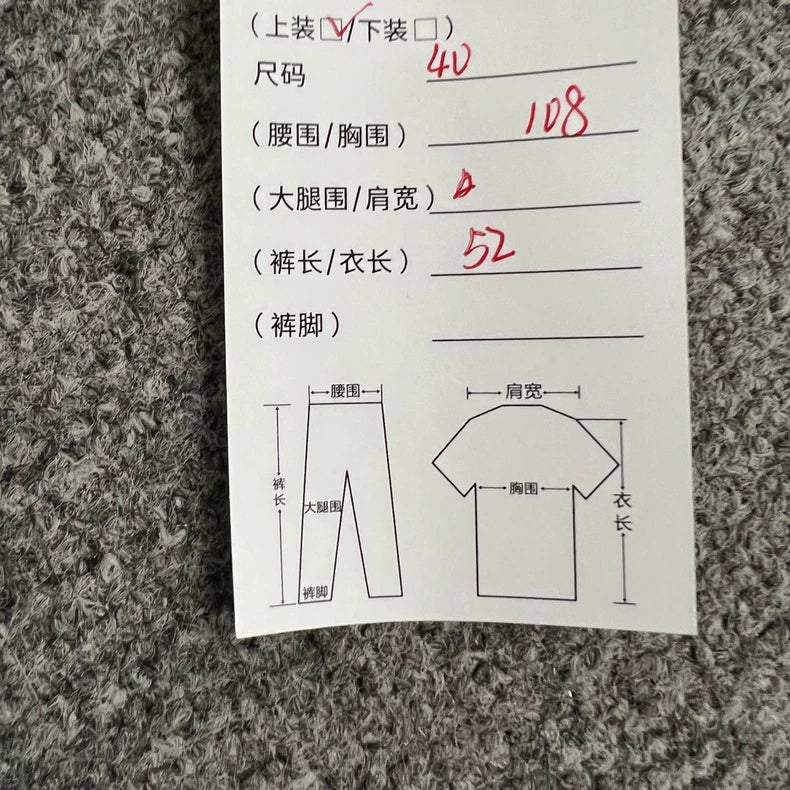 （上装☑/下装□）
尺码 40
（腰围/胸围） 108
（大腿围/肩宽）
（裤长/衣长） 52
（裤脚）
腰围
肩宽
裤长
大腿围
胸围
衣长
裤脚